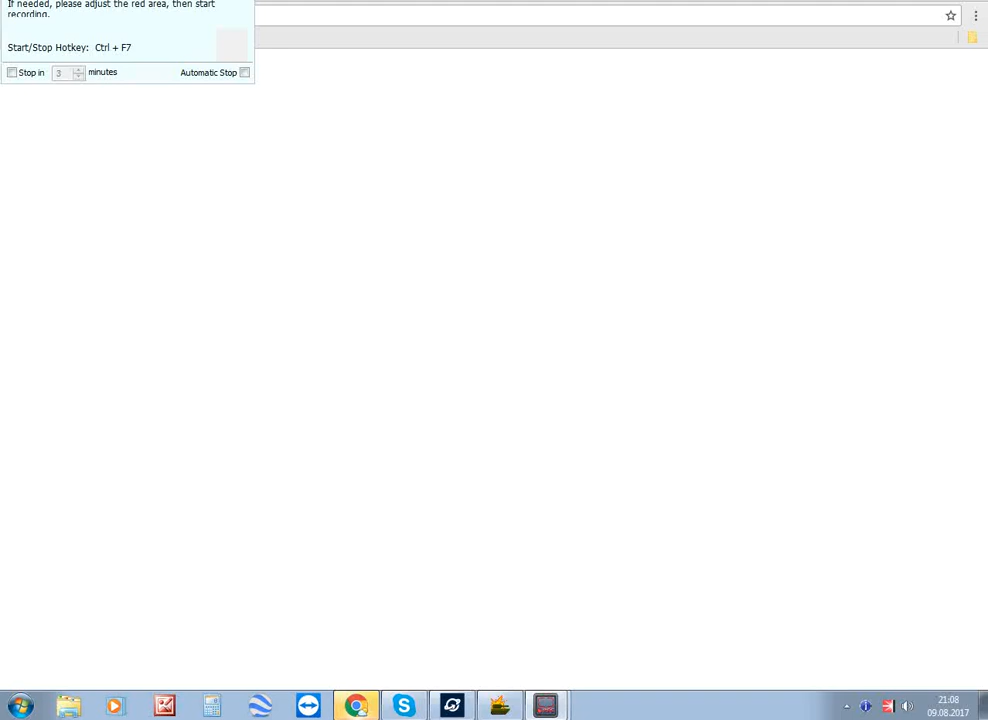 If needed, please adjust the red area, then start
recording.
Start/Stop Hotkey: Ctrl + F7
Stop in 3 minutes Automatic Stop
21:08
09.08.2017